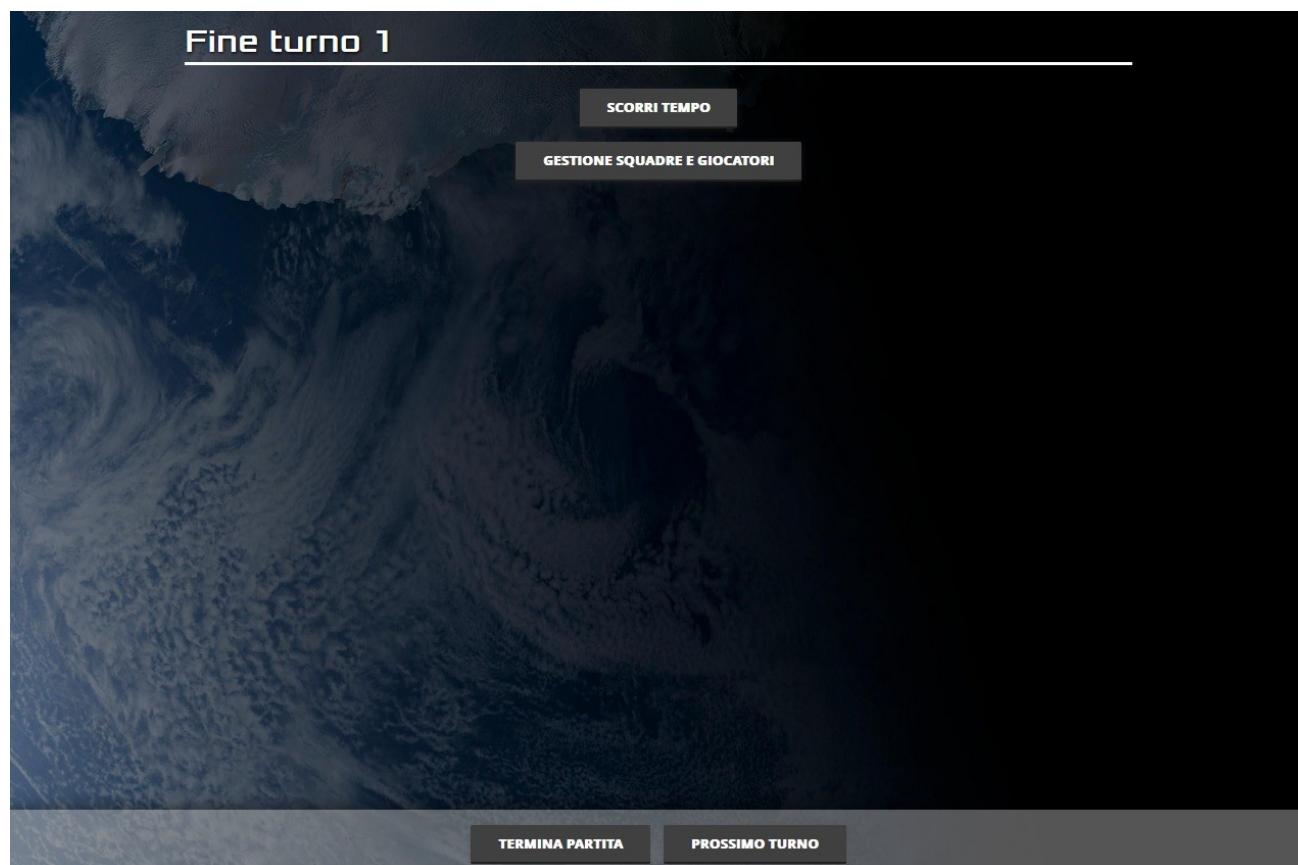 Fine turno 1
SCORRI TEMPO
GESTIONE SQUADRE E GIOCATORI
TERMINA PARTITA PROSSIMO TURNO